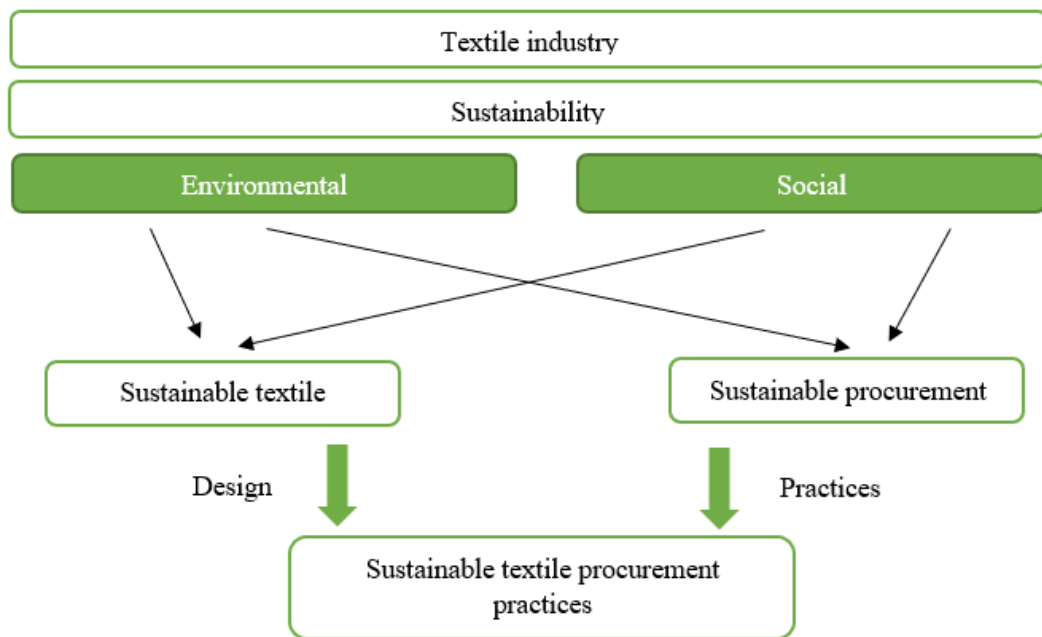 Textile industry
Sustainability
Environmental
Social
Sustainable textile
Sustainable procurement
Design
Practices
Sustainable textile procurement
practices